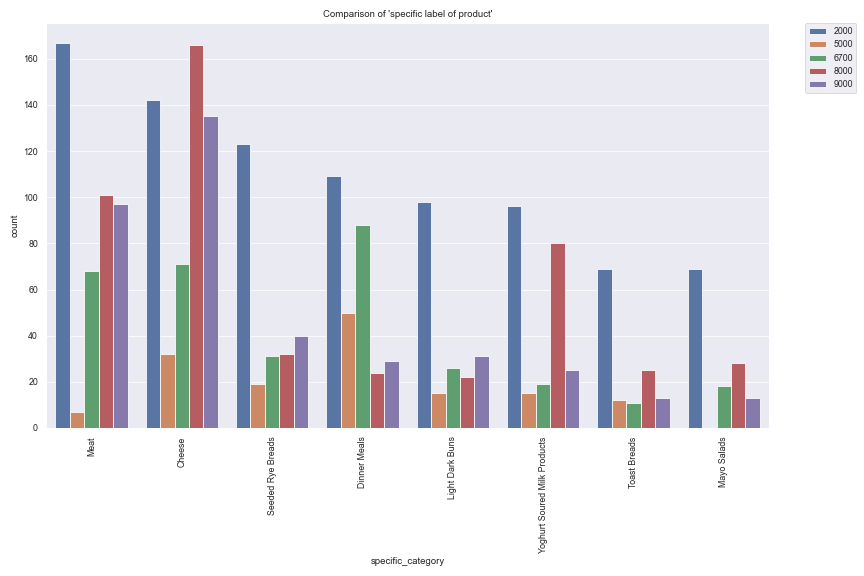 Comparison of 'specific label of product'
2000
5000
6700
8000
9000
count
160
140
120
100
80
60
40
20
0
Meat
Cheese
Seeded Rye Breads
Dinner Meals
Light Dark Buns
Yoghurt Soured Milk Products
Toast Breads
Mayo Salads
specific_category